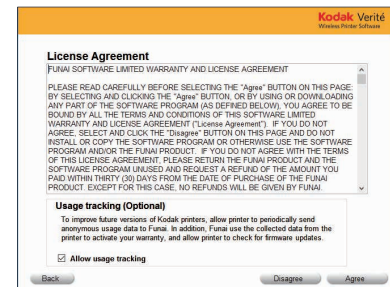 Kodak Verité
Wireless Printer Software
License Agreement
FUNAI SOFTWARE LIMITED WARRANTY AND LICENSE AGREEMENT
PLEASE READ CAREFULLY BEFORE SELECTING THE "Agree" BUTTON ON THIS PAGE:
BY SELECTING AND CLICKING THE "Agree" BUTTON, OR BY USING OR DOWNLOADING
ANY PART OF THE SOFTWARE PROGRAM (AS DEFINED BELOW), YOU AGREE TO BE
BOUND BY ALL THE TERMS AND CONDITIONS OF THIS SOFTWARE LIMITED
WARRANTY AND LICENSE AGREEMENT ("License Agreement"). IF YOU DO NOT
AGREE, SELECT AND CLICK THE "Disagree" BUTTON ON THIS PAGE AND DO NOT
INSTALL OR COPY THE SOFTWARE PROGRAM OR OTHERWISE USE THE SOFTWARE
PROGRAM AND/OR THE FUNAI PRODUCT. IF YOU DO NOT AGREE WITH THE TERMS
OF THIS LICENSE AGREEMENT, PLEASE RETURN THE FUNAI PRODUCT AND THE
SOFTWARE PROGRAM UNUSED AND REQUEST A REFUND OF THE AMOUNT YOU
PAID WITHIN THIRTY (30) DAYS FROM THE DATE OF PURCHASE OF THE FUNAI
PRODUCT. EXCEPT FOR THIS CASE, NO REFUNDS WILL BE GIVEN BY FUNAI.
Usage tracking (Optional)
To improve future versions of Kodak printers, allow printer to periodically send
anonymous usage data to Funai. In addition, Funai use the collected data from the
printer to activate your warranty, and allow printer to check for firmware updates.
Allow usage tracking
Back Disagree Agree